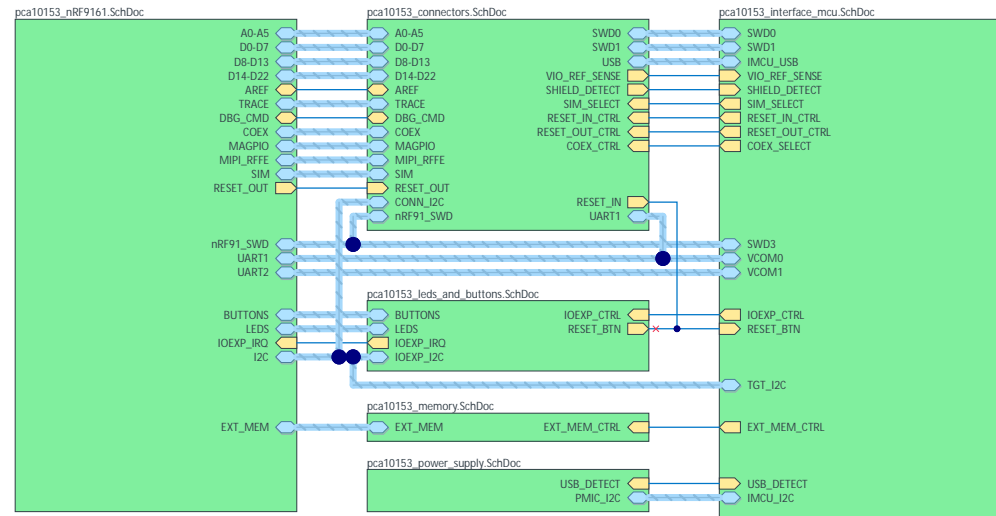 pca10153_nRF9161.SchDoc
A0-A5
D0-D7
D8-D13
D14-D22
AREF
TRACE
DBG_CMD
COEX
MAGPIO
MIPI_RFFE
SIM
RESET_OUT
nRF91_SWD
UART1
UART2
BUTTONS
LEDS
IOEXP_IRQ
I2C
EXT_MEM
pca10153_connectors.SchDoc
A0-A5
D0-D7
D8-D13
D14-D22
AREF
TRACE
DBG_CMD
COEX
MAGPIO
MIPI_RFFE
SIM
RESET_OUT
CONN_I2C
nRF91_SWD
SWD0
SWD1
USB
VIO_REF_SENSE
SHIELD_DETECT
SIM_SELECT
RESET_IN_CTRL
RESET_OUT_CTRL
COEX_CTRL
RESET_IN
UART1
pca10153_leds_and_buttons.SchDoc
BUTTONS
LEDS
IOEXP_IRQ
IOEXP_I2C
IOEXP_CTRL
RESET_BTN
pca10153_memory.SchDoc
EXT_MEM
EXT_MEM_CTRL
pca10153_power_supply.SchDoc
USB_DETECT
PMIC_I2C
pca10153_interface_mcu.SchDoc
SWD0
SWD1
IMCU_USB
VIO_REF_SENSE
SHIELD_DETECT
SIM_SELECT
RESET_IN_CTRL
RESET_OUT_CTRL
COEX_SELECT
SWD3
VCOM0
VCOM1
IOEXP_CTRL
RESET_BTN
TGT_I2C
EXT_MEM_CTRL
USB_DETECT
IMCU_I2C